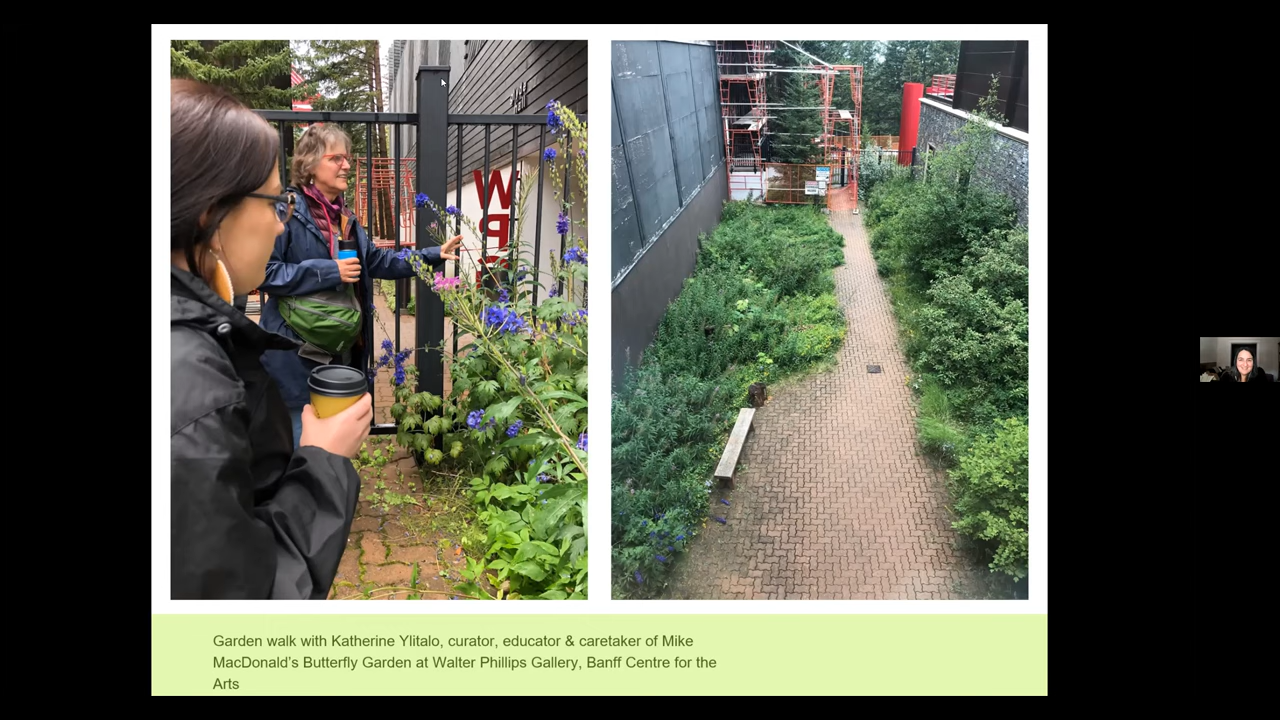 WP
Garden walk with Katherine Ylitalo, curator, educator & caretaker of Mike
MacDonald's Butterfly Garden at Walter Phillips Gallery, Banff Centre for the
Arts